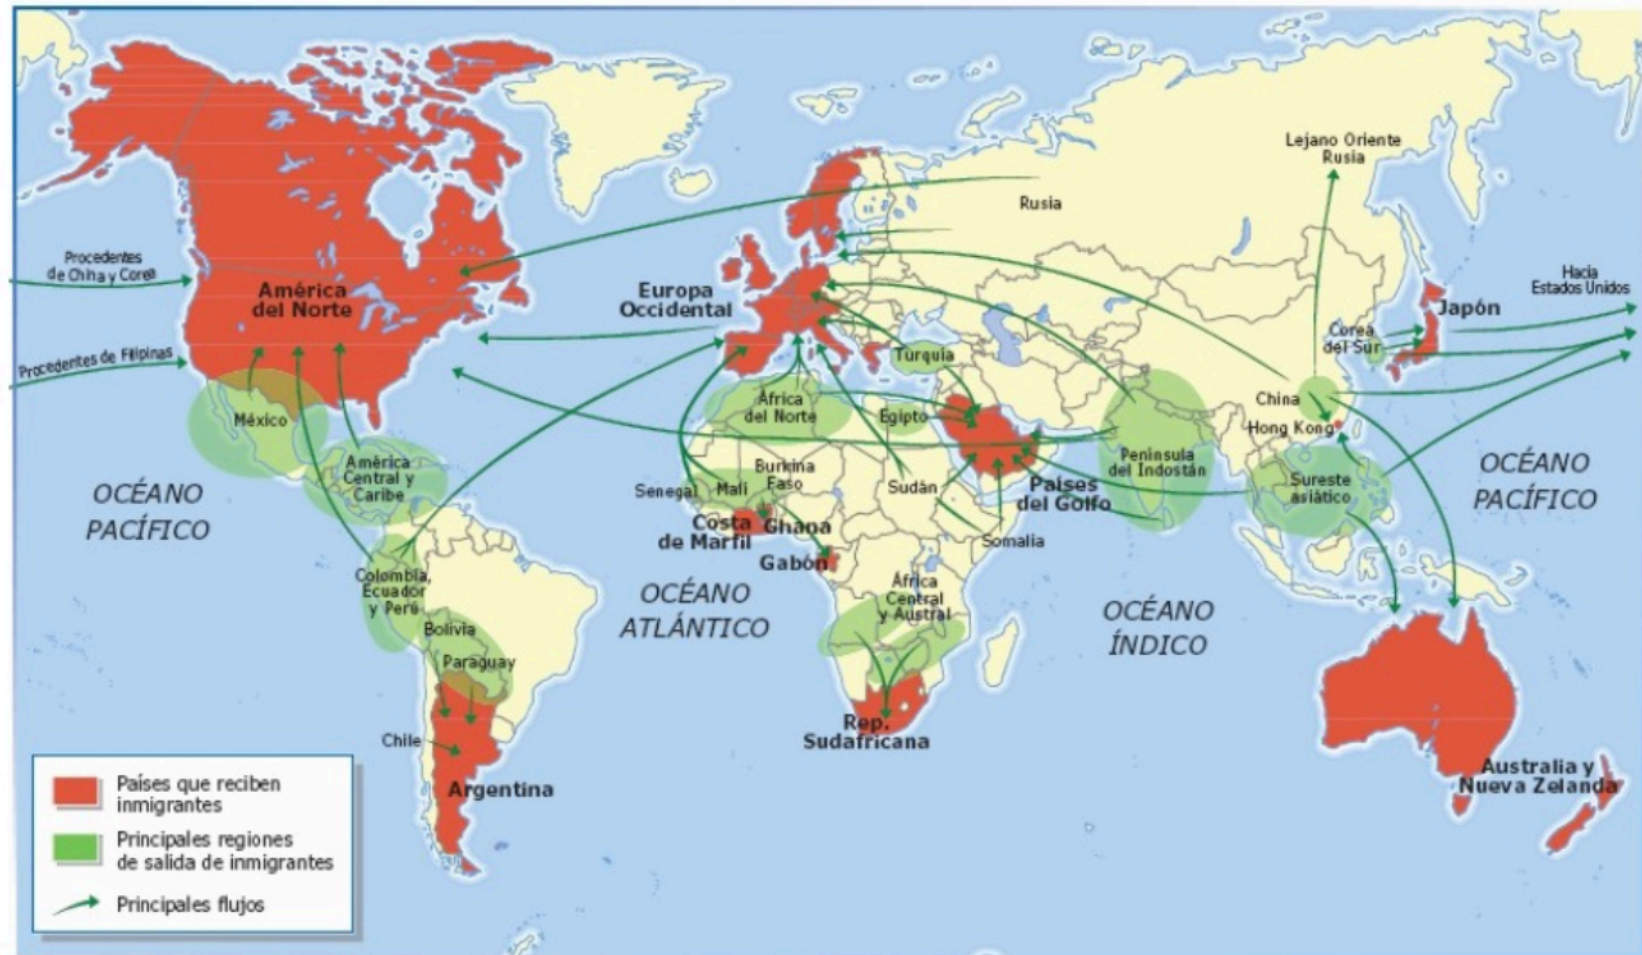 Lejano Oriente
Rusia
Rusia
Procedentes
de China y Corea
América
del Norte
Europa
Occidental
Hacia
Estados Unidos
Japón
Corea
del Sur
Procedentes de Filipinas
Turquía
México
África
del Norte
Egipto
China
Hong Kong
América
Central y
Caribe
Burkina
Faso
Senegal
Malí
Sudán
Península
del Indostán
Países
del Golfo
Sureste
asiático
OCÉANO
PACÍFICO
OCÉANO
PACÍFICO
Costa
de Marfil
Ghana
Gabón
Somalia
Colombia,
Ecuador
y Perú
OCÉANO
ATLÁNTICO
África
Central
y Austral
OCÉANO
ÍNDICO
Bolivia
Paraguay
Rep.
Sudafricana
Chile
Argentina
Australia y
Nueva Zelanda
Países que reciben
inmigrantes
Principales regiones
de salida de inmigrantes
Principales flujos